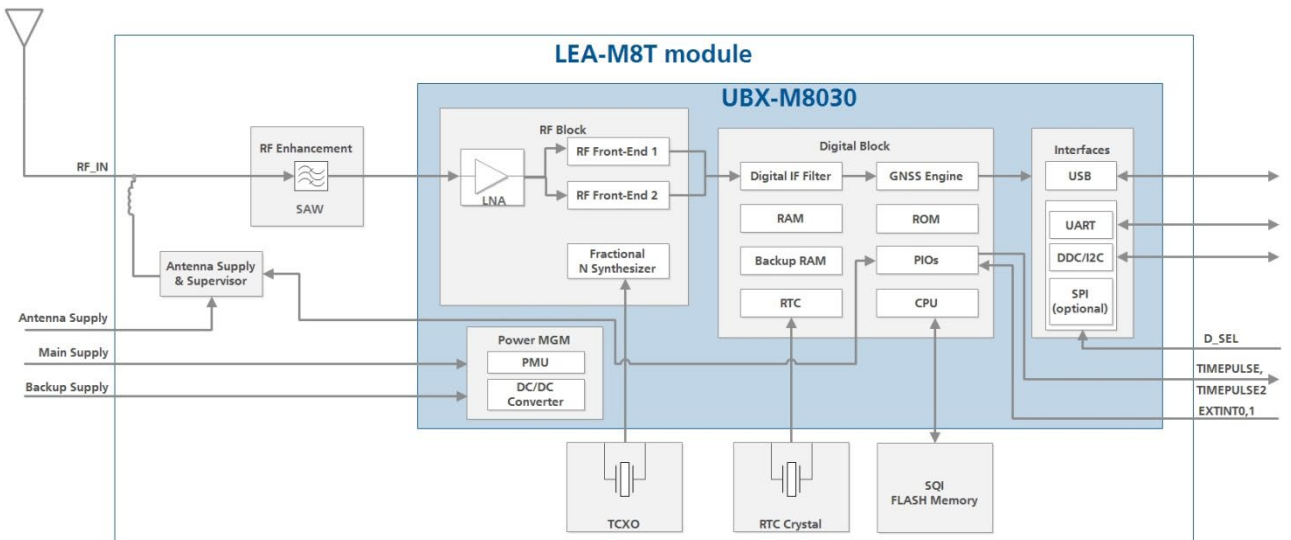 LEA-M8T module
UBX-M8030
RF Block
RF Enhancement
SAW
RF_IN
LNA
RF Front-End 1
RF Front-End 2
Fractional
N Synthesizer
Digital Block
Digital IF Filter
GNSS Engine
RAM
ROM
Backup RAM
PIOs
RTC
CPU
Interfaces
USB
UART
DDC/I2C
SPI
(optional)
Antenna Supply
& Supervisor
Antenna Supply
Main Supply
Backup Supply
Power MGM
PMU
DC/DC
Converter
D_SEL
TIMEPULSE,
TIMEPULSE2
EXTINT0,1
TCXO
RTC Crystal
SQI
FLASH Memory